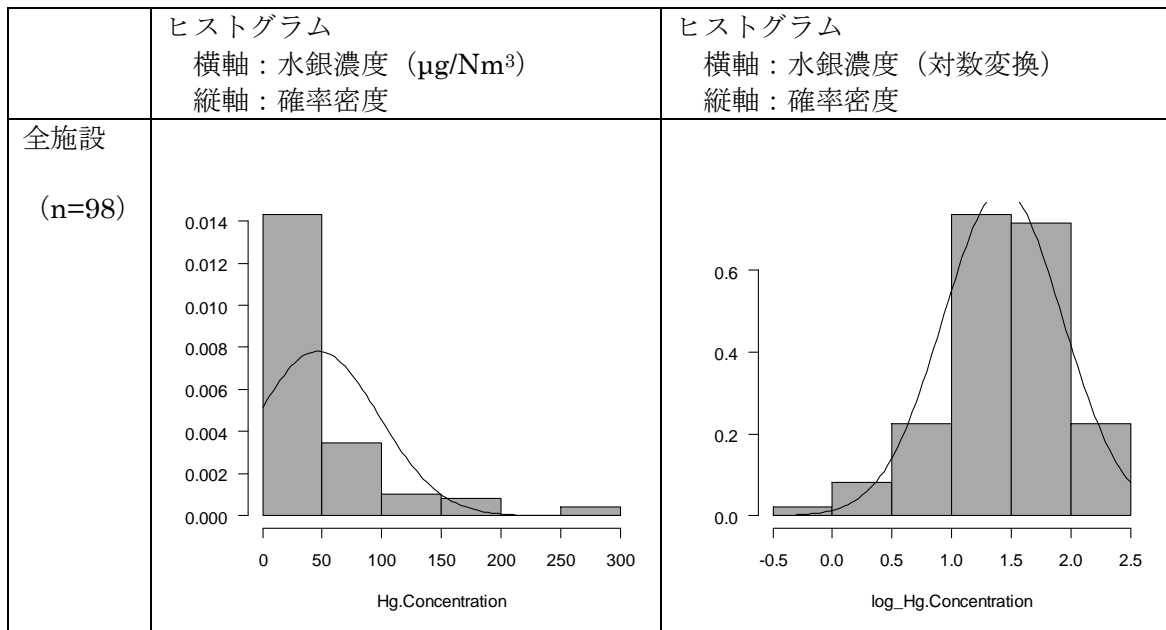 ヒストグラム
横軸:水銀濃度(µg/Nm³)
縦軸:確率密度
ヒストグラム
横軸:水銀濃度(対数変換)
縦軸:確率密度
全施設
(n=98)
0.014
0.012
0.010
0.008
0.006
0.004
0.002
0.000
0 50 100 150 200 250 300
Hg.Concentration
0.6
0.4
0.2
0.0
-0.5 0.0 0.5 1.0 1.5 2.0 2.5
log_Hg.Concentration